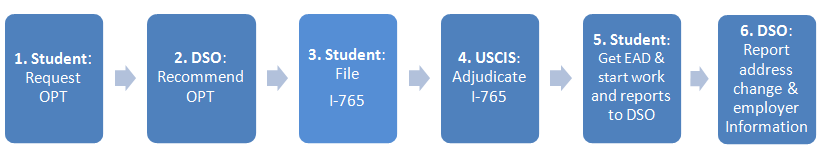 1. Student:
Request
OPT
2. DSO:
Recommend
OPT
3. Student:
File
I-765
4. USCIS:
Adjudicate
I-765
5. Student:
Get EAD &
start work
and reports
to DSO
6. DSO:
Report
address
change &
employer
Information